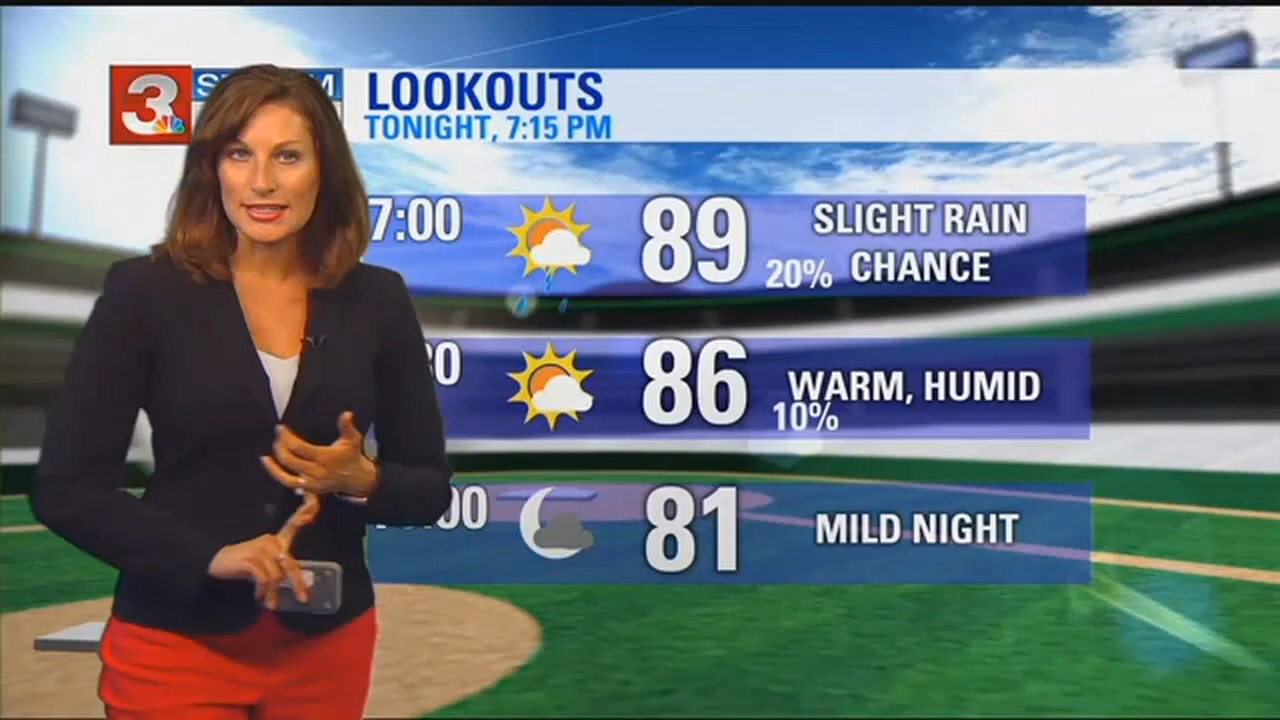 3
LOOKOUTS
TONIGHT, 7:15 PM
7:00
89
SLIGHT RAIN
20% CHANCE
86
WARM, HUMID
10%
81
MILD NIGHT